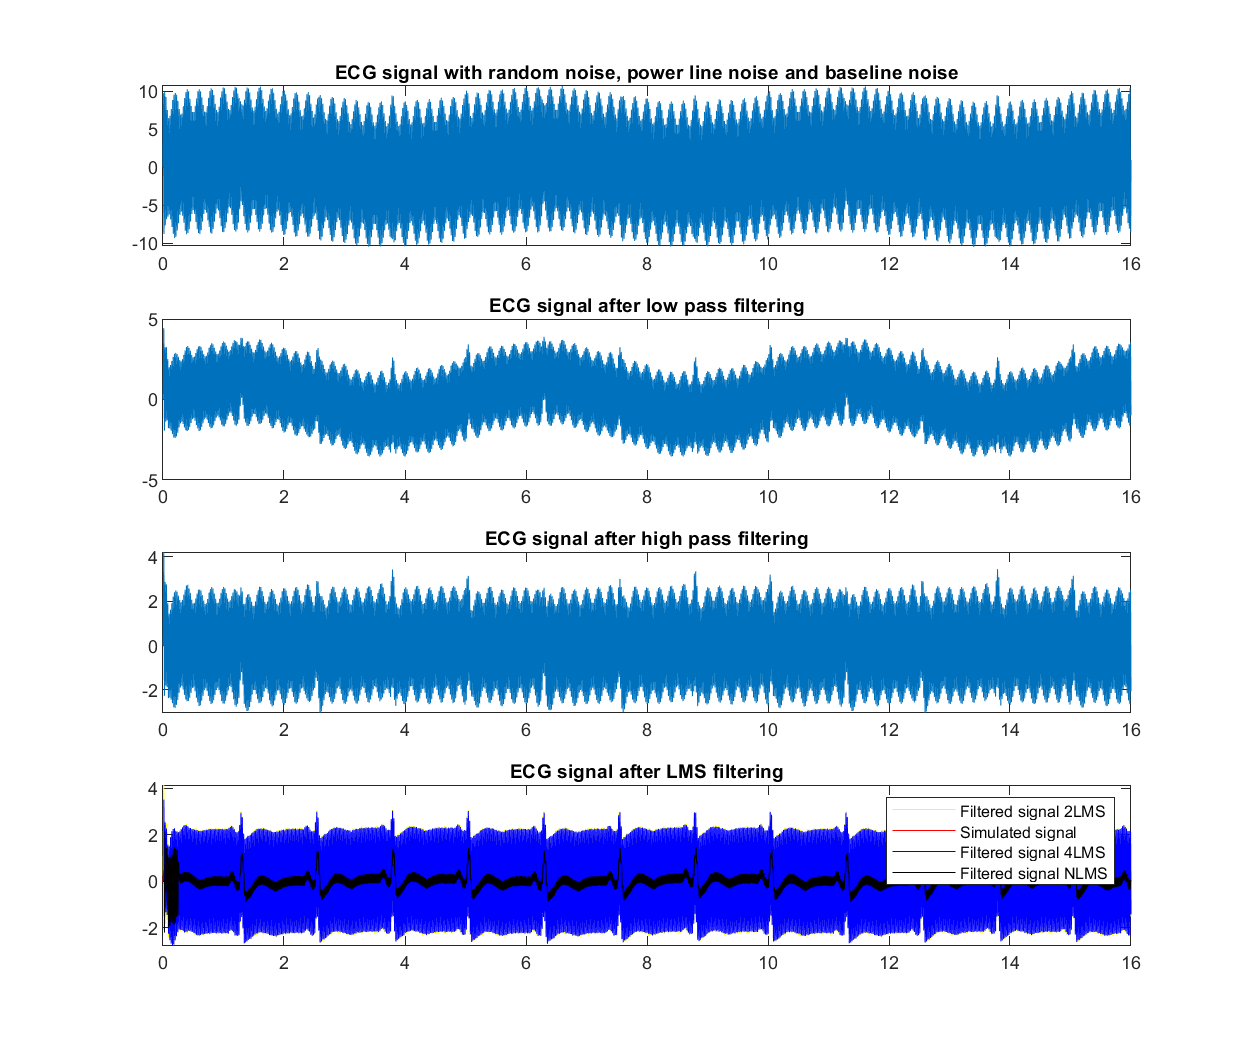 ECG signal with random noise, power line noise and baseline noise
10
5
0
-5
-10
0 2 4 6 8 10 12 14 16
ECG signal after low pass filtering
5
0
-5
0 2 4 6 8 10 12 14 16
ECG signal after high pass filtering
4
2
0
-2
0 2 4 6 8 10 12 14 16
ECG signal after LMS filtering
4
2
0
-2
Filtered signal 2LMS
Simulated signal
Filtered signal 4LMS
Filtered signal NLMS
0 2 4 6 8 10 12 14 16